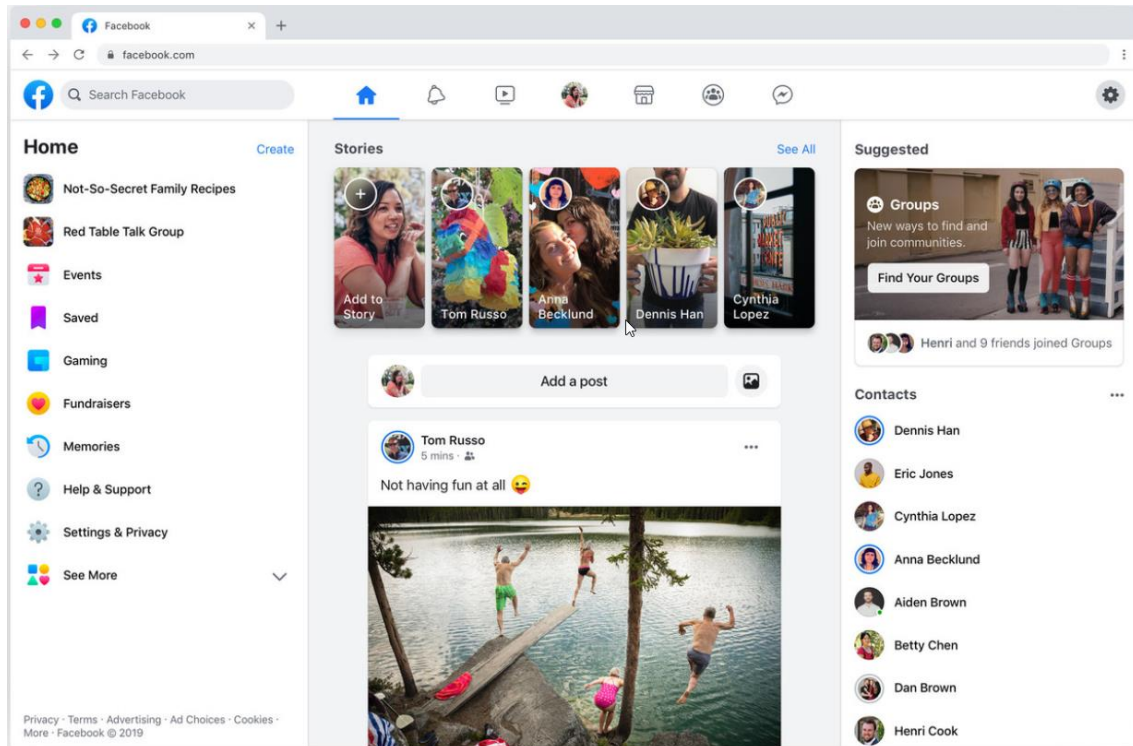 Facebook
facebook.com
Search Facebook
Home
Create
Not-So-Secret Family Recipes
Red Table Talk Group
Events
Saved
Gaming
Fundraisers
Memories
Help & Support
Settings & Privacy
See More
Privacy · Terms · Advertising · Ad Choices · Cookies ·
More · Facebook © 2019
Stories
See All
Add to
Story
Tom Russo
Anna
Becklund
Dennis Han
Cynthia
Lopez
Add a post
Tom Russo
5 mins ·
Not having fun at all 😜
Suggested
Groups
New ways to find and
join communities.
Find Your Groups
Henri and 9 friends joined Groups
Contacts
Dennis Han
Eric Jones
Cynthia Lopez
Anna Becklund
Aiden Brown
Betty Chen
Dan Brown
Henri Cook